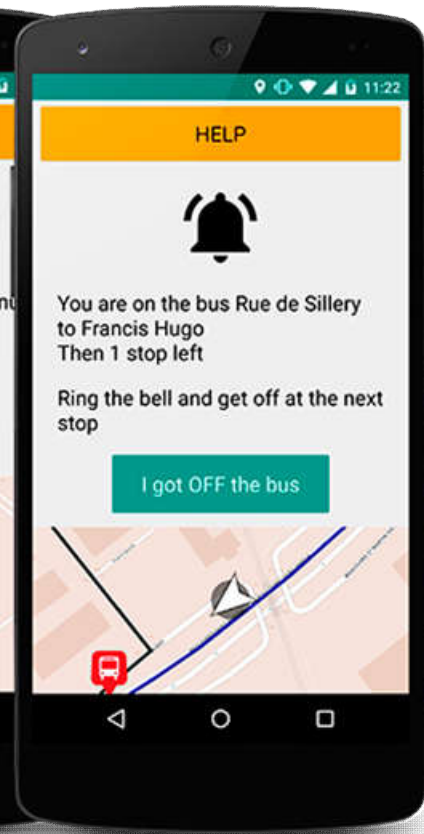 11:22
HELP
You are on the bus Rue de Sillery
to Francis Hugo
Then 1 stop left
Ring the bell and get off at the next
stop
I got OFF the bus